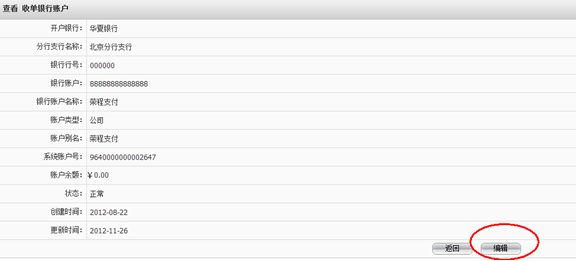 查看 收单银行账户
开户银行: 华夏银行
分行支行名称: 北京分行支行
银行行号: 000000
银行账户: 88888888888888
银行账户名称: 荣程支付
账户类型: 公司
账户别名: 荣程支付
系统账户号: 9640000000002647
账户余额: ￥0.00
状态: 正常
创建时间: 2012-08-22
更新时间: 2012-11-26
返回 编辑